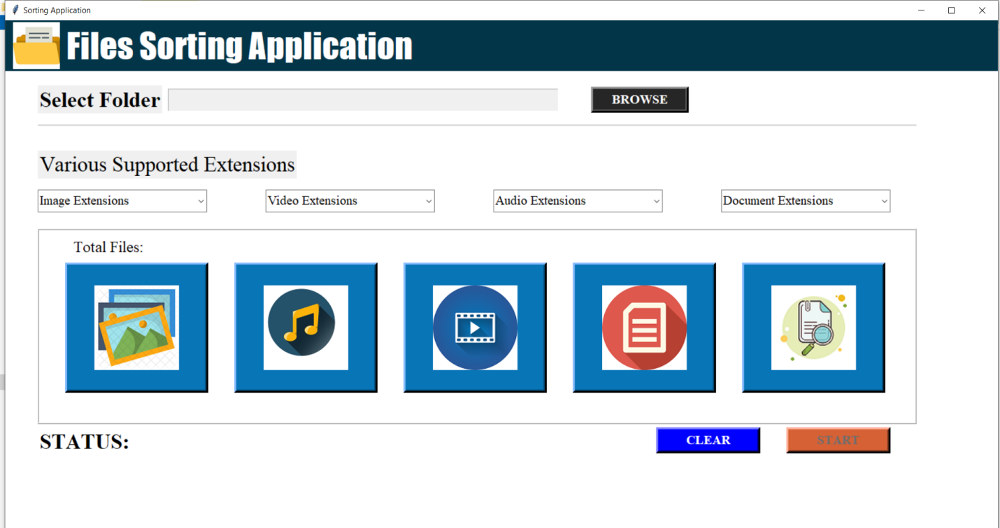 Sorting Application
Files Sorting Application
Select Folder
BROWSE
Various Supported Extensions
Image Extensions
Video Extensions
Audio Extensions
Document Extensions
Total Files:
STATUS:
CLEAR
START